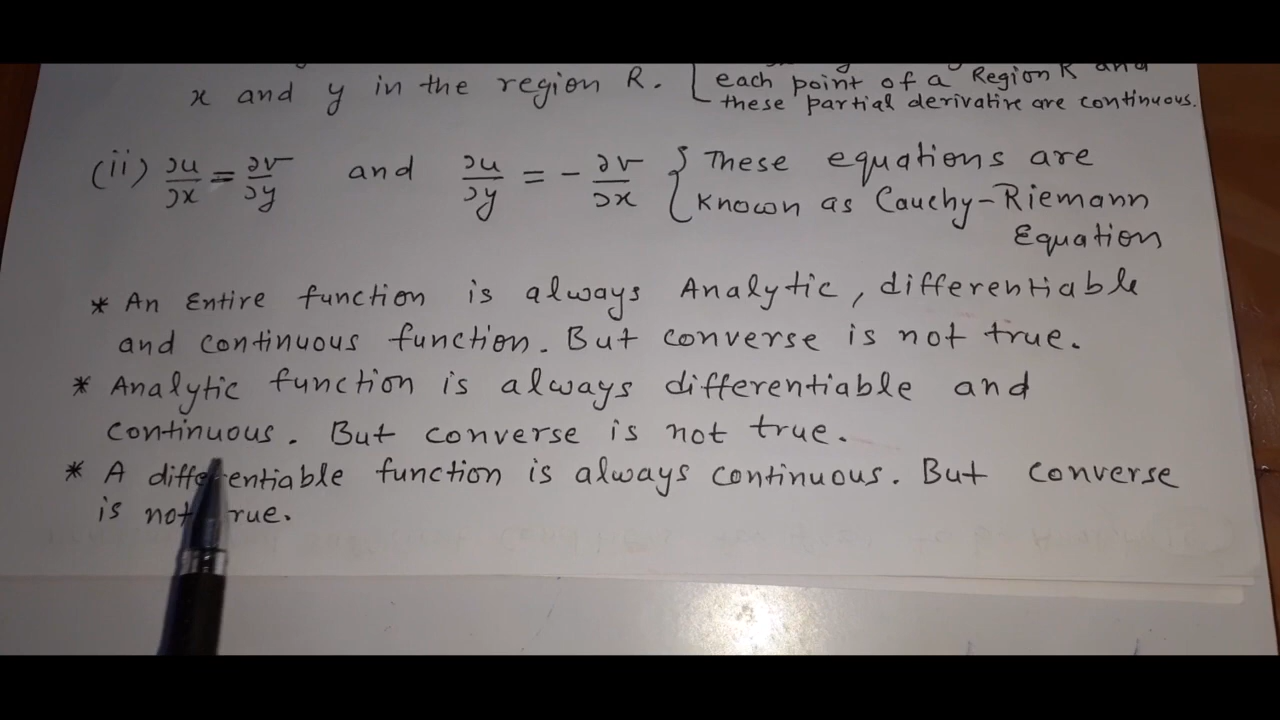 x and y in the region R. each point of a Region R and
these partial derivative are continuous.
(ii) ∂u/∂x = ∂v/∂y and ∂u/∂y = - ∂v/∂x These equations are
known as Cauchy-Riemann
Equation
* An Entire function is always Analytic, differentiable
and continuous function. But converse is not true.
* Analytic function is always differentiable and
continuous. But converse is not true.
* A differentiable function is always continuous. But converse
is not true.